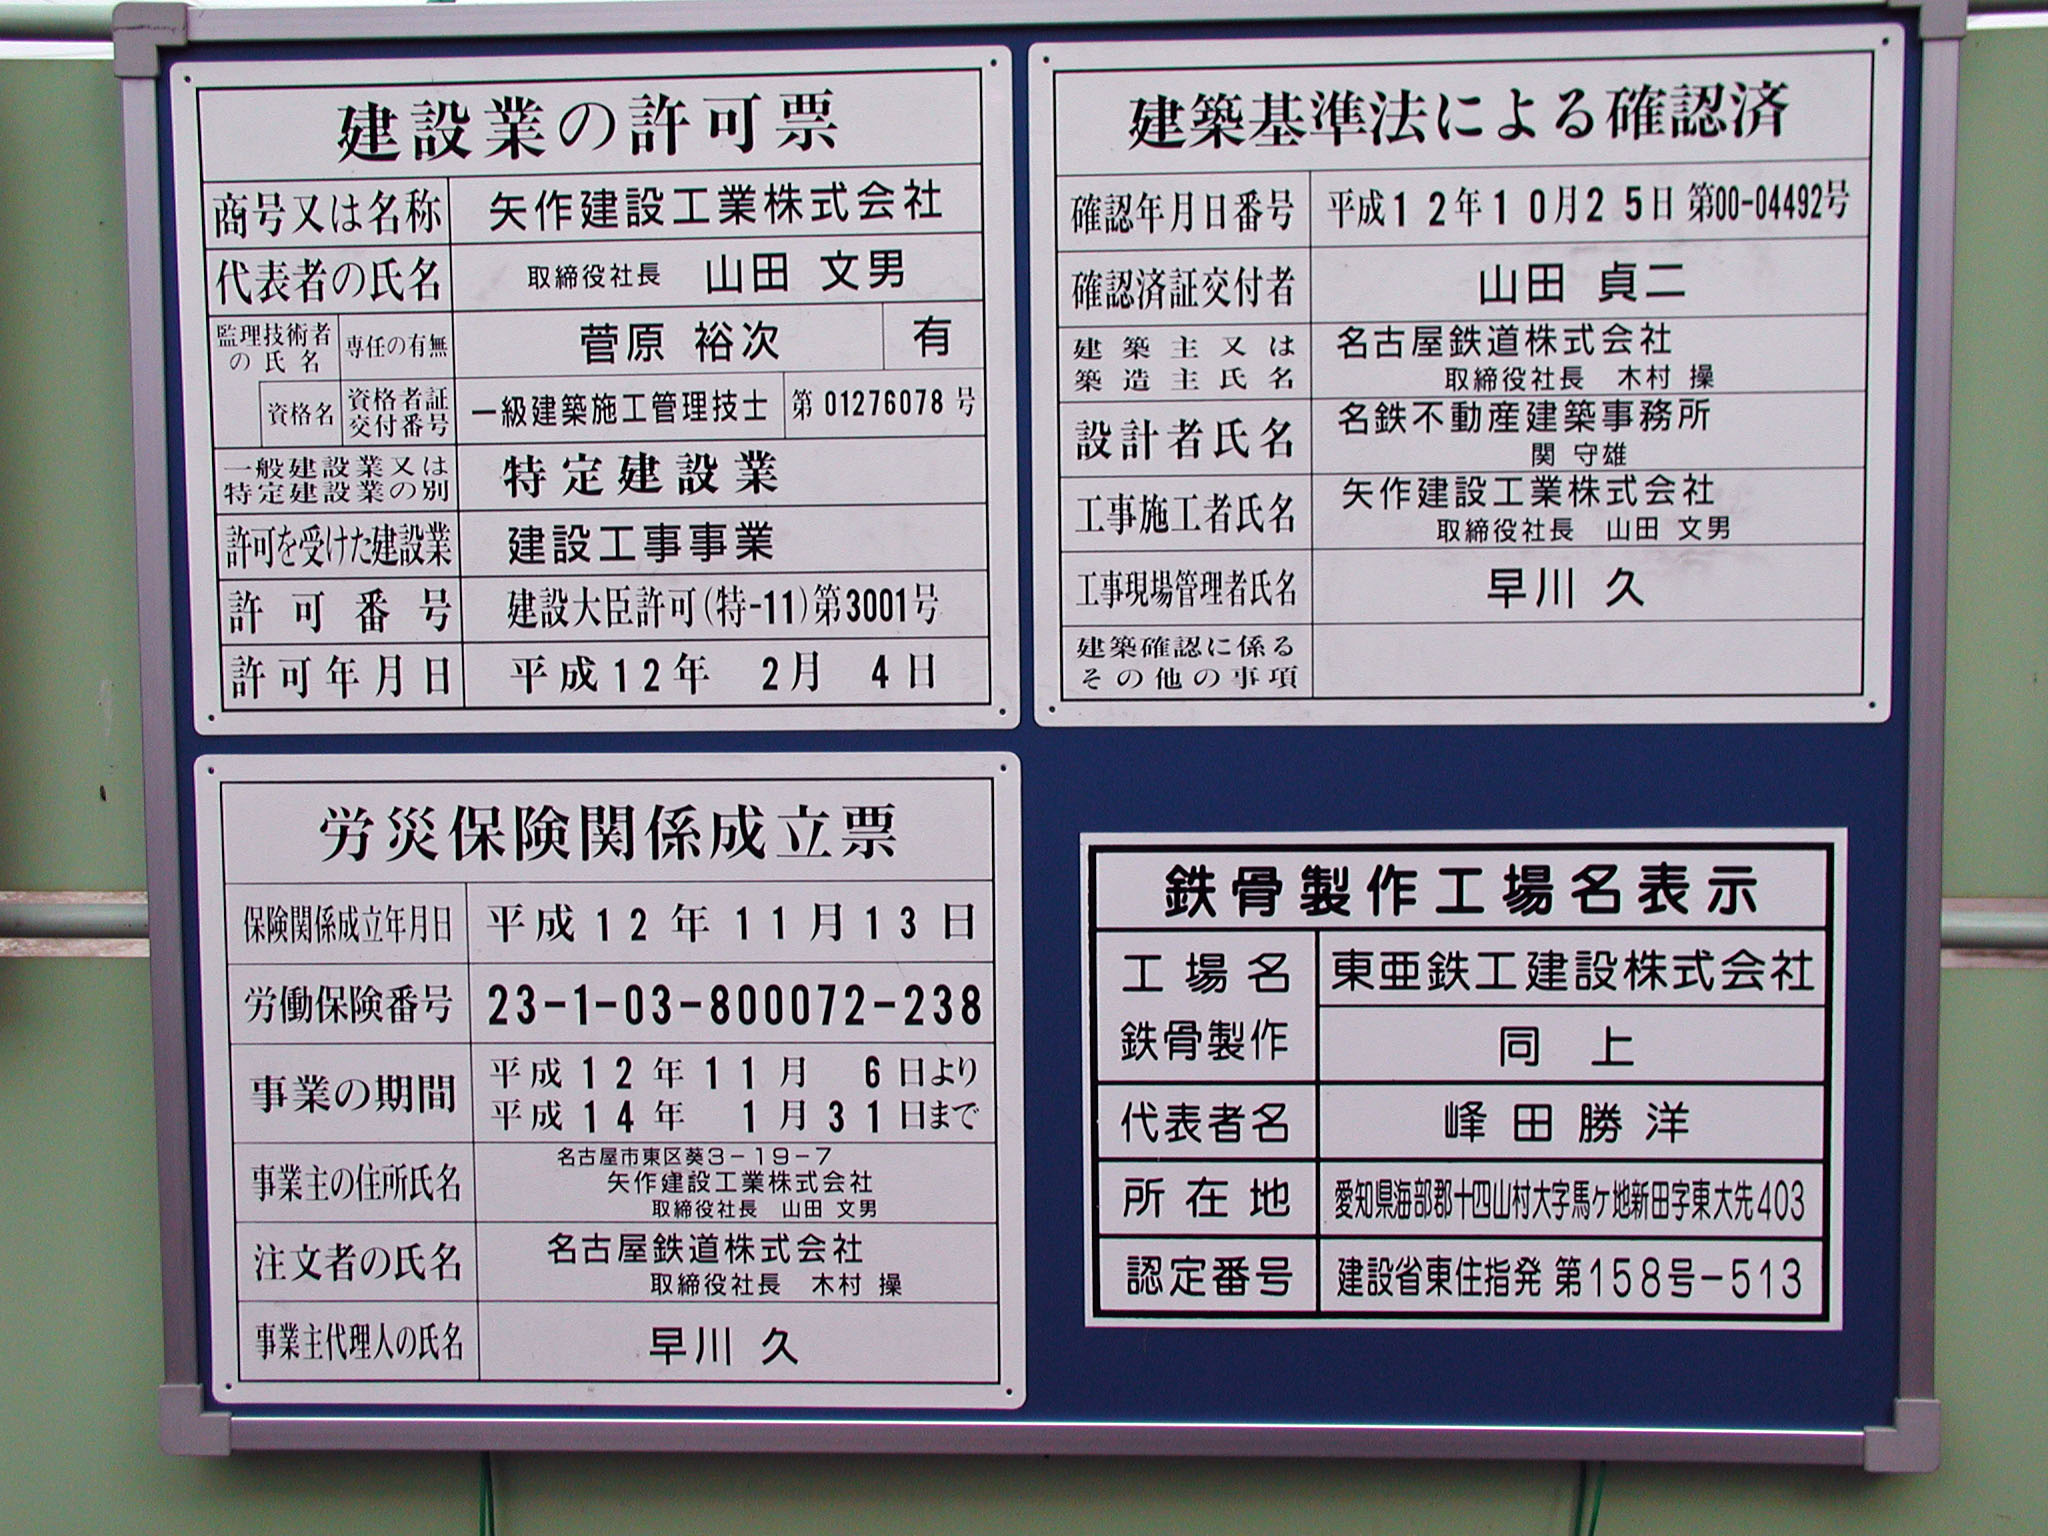 建設業の許可票
商号又は名称 矢作建設工業株式会社
代表者の氏名 取締役社長 山田 文男
監理技術者の氏名 専任の有無 菅原 裕次 有
資格名 資格者証交付番号 一級建築施工管理技士 第 01276078 号
一般建設業又は特定建設業の別 特定建設業
許可を受けた建設業 建設工事事業
許可番号 建設大臣許可(特-11)第3001号
許可年月日 平成12年 2月 4日
建築基準法による確認済
確認年月日番号 平成12年10月25日 第00-04492号
確認済証交付者 山田 貞二
建築主又は築造主氏名 名古屋鉄道株式会社
取締役社長 木村 操
設計者氏名 名鉄不動産建築事務所
関 守雄
工事施工者氏名 矢作建設工業株式会社
取締役社長 山田 文男
工事現場管理者氏名 早川 久
建築確認に係るその他の事項
労災保険関係成立票
保険関係成立年月日 平成12年11月13日
労働保険番号 23-1-03-800072-238
事業の期間 平成12年11月 6日より
平成14年 1月31日まで
事業主の住所氏名 名古屋市東区葵3-19-7
矢作建設工業株式会社
取締役社長 山田 文男
注文者の氏名 名古屋鉄道株式会社
取締役社長 木村 操
事業主代理人の氏名 早川 久
鉄骨製作工場名表示
工場名 東亜鉄工建設株式会社
鉄骨製作 同上
代表者名 峰田勝洋
所在地 愛知県海部郡十四山村大字馬ヶ地新田字東大先403
認定番号 建設省東住指発 第158号-513